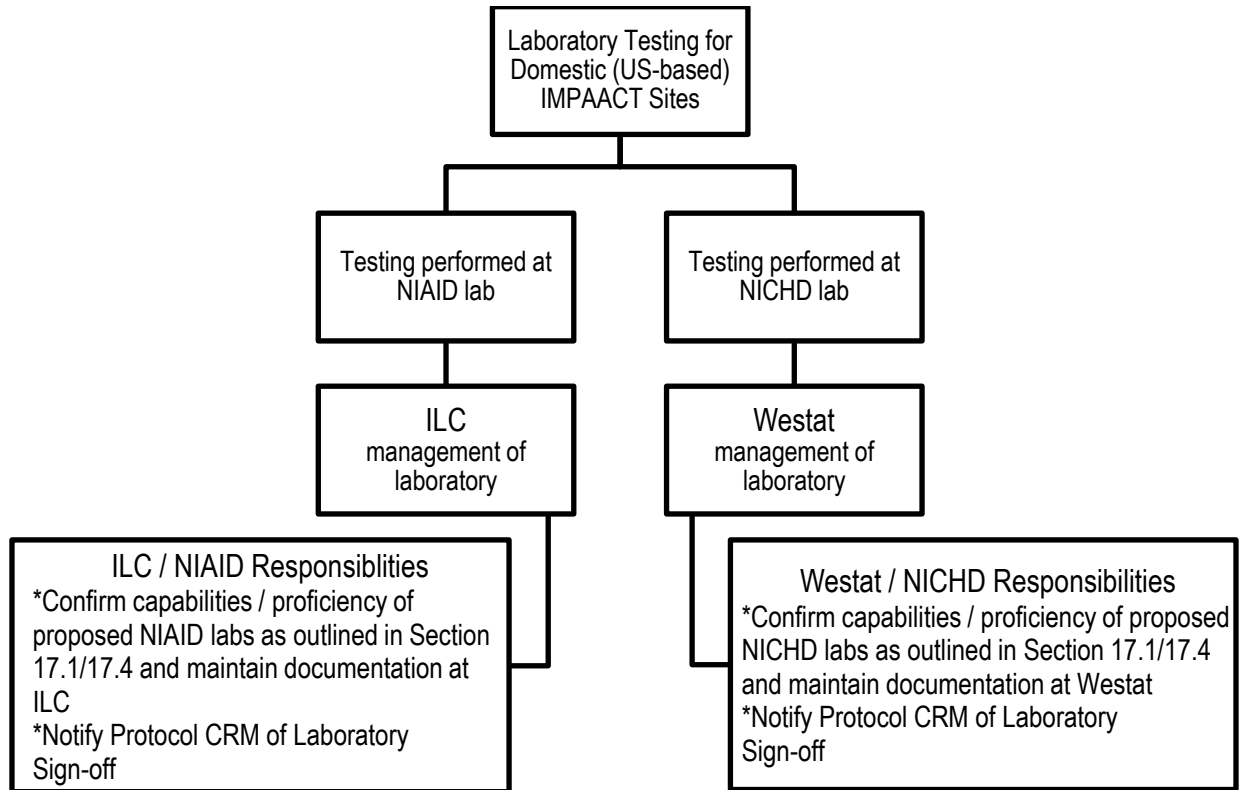 Laboratory Testing for
Domestic (US-based)
IMPAACT Sites
Testing performed at
NIAID lab
Testing performed at
NICHD lab
ILC
management of
laboratory
Westat
management of
laboratory
ILC / NIAID Responsiblities
*Confirm capabilities / proficiency of
proposed NIAID labs as outlined in Section
17.1/17.4 and maintain documentation at
ILC
*Notify Protocol CRM of Laboratory
Sign-off
Westat / NICHD Responsibilities
*Confirm capabilities / proficiency of proposed
NICHD labs as outlined in Section 17.1/17.4
and maintain documentation at Westat
*Notify Protocol CRM of Laboratory
Sign-off